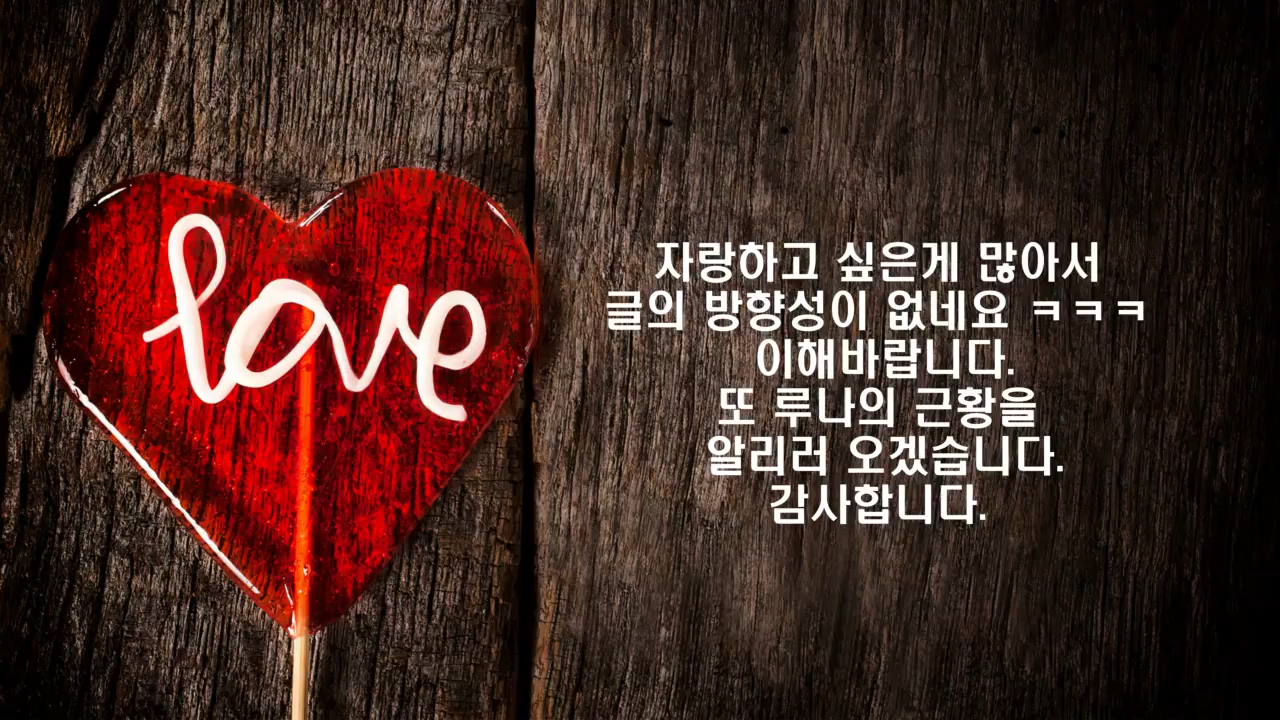 love
자랑하고 싶은게 많아서
글의 방향성이 없네요 ㅋㅋㅋ
이해바랍니다.
또 루나의 근황을
알리러 오겠습니다.
감사합니다.